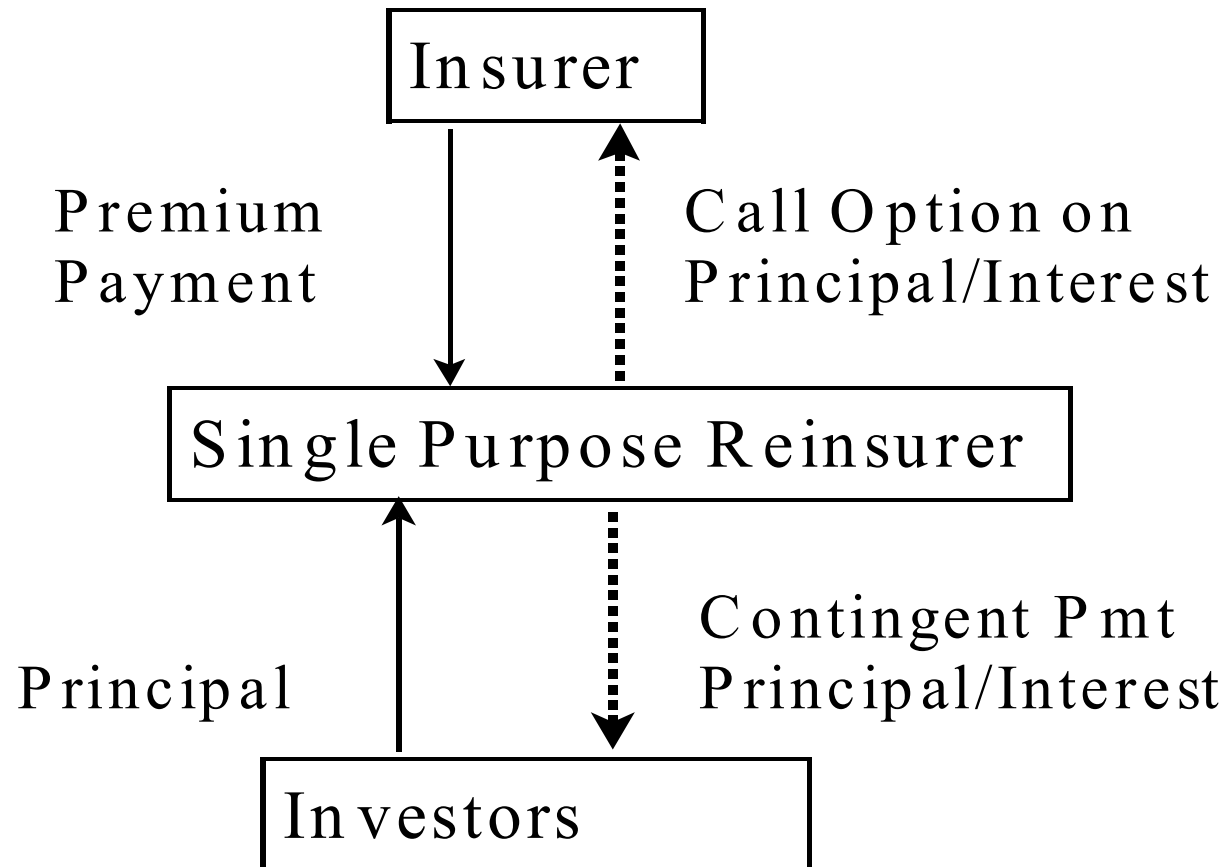 Insurer
Premium
Payment
Call Option on
Principal/Interest
Single Purpose Reinsurer
Contingent Pmt
Principal/Interest
Principal
Investors